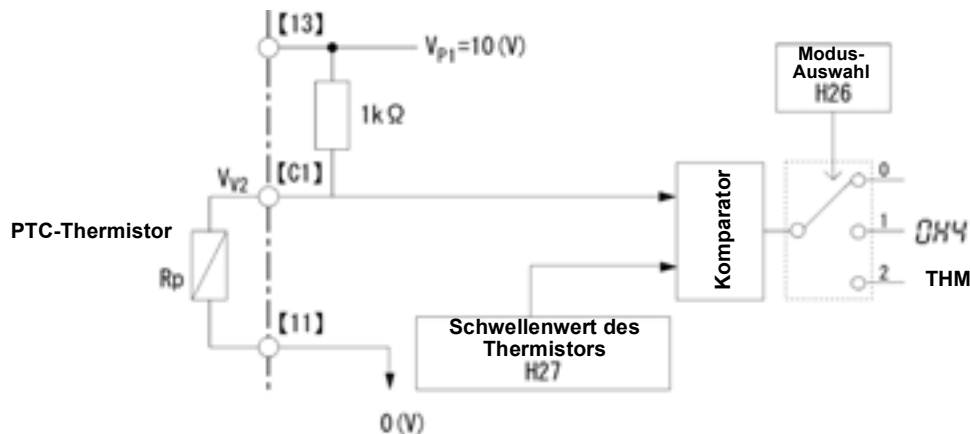 【13】
V_P1=10(V)
Modus-
Auswahl
H26
1kΩ
【C1】
V_V2
PTC-Thermistor
Rp
Komparator
0
1
OH4
2
THM
【11】
Schwellenwert des
Thermistors
H27
0(V)